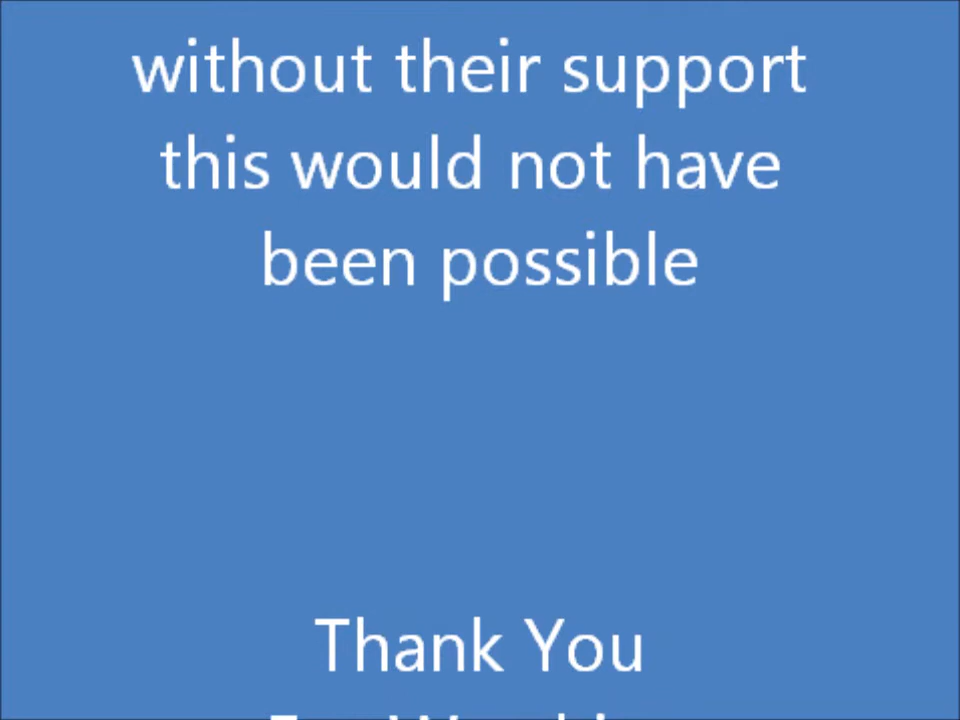 without their support
this would not have
been possible
Thank You